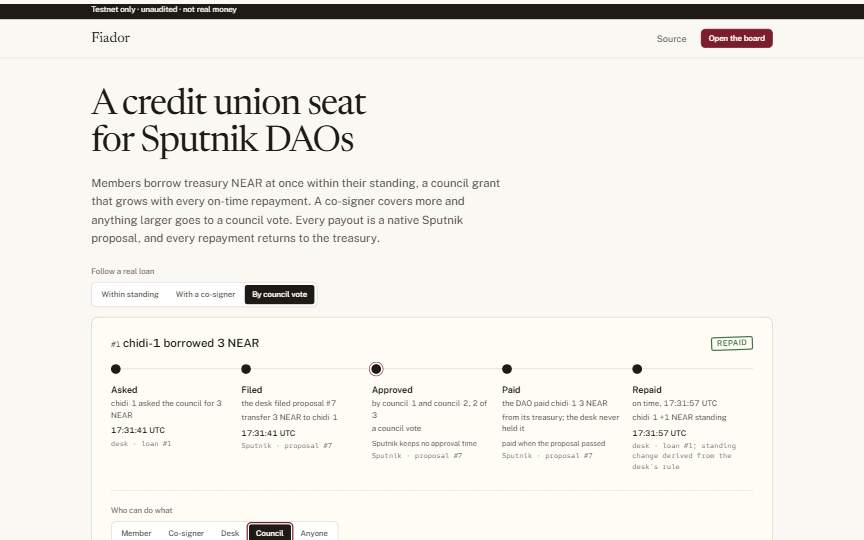 Testnet only · unaudited · not real money
Fiador
Source
Open the board
A credit union seat
for Sputnik DAOs
Members borrow treasury NEAR at once within their standing, a council grant
that grows with every on-time repayment. A co-signer covers more and
anything larger goes to a council vote. Every payout is a native Sputnik
proposal, and every repayment returns to the treasury.
Follow a real loan
Within standing
With a co-signer
By council vote
#1 chidi-1 borrowed 3 NEAR
REPAID
Asked
chidi-1 asked the council for 3
NEAR
17:31:41 UTC
desk · loan #1
Filed
the desk filed proposal #7
transfer 3 NEAR to chidi-1
17:31:41 UTC
Sputnik · proposal #7
Approved
by council-1 and council-2, 2 of
3
a council vote
Sputnik keeps no approval time
Sputnik · proposal #7
Paid
the DAO paid chidi-1 3 NEAR
from its treasury; the desk never
held it
paid when the proposal passed
Sputnik · proposal #7
Repaid
on time, 17:31:57 UTC
chidi-1 +1 NEAR standing
17:31:57 UTC
desk · loan #1; standing
change derived from the
desk's rule
Who can do what
Member
Co-signer
Desk
Council
Anyone